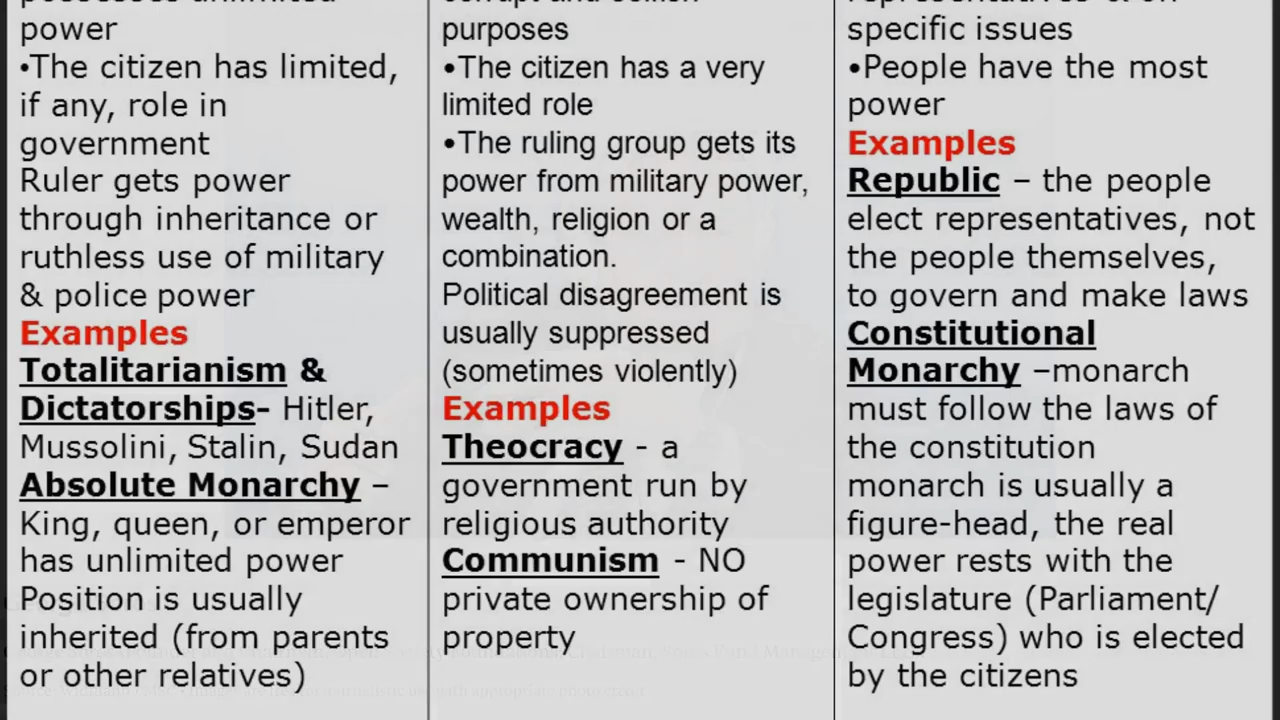 possesses unlimited
power
•The citizen has limited,
if any, role in
government
Ruler gets power
through inheritance or
ruthless use of military
& police power
Examples
Totalitarianism &
Dictatorships- Hitler,
Mussolini, Stalin, Sudan
Absolute Monarchy –
King, queen, or emperor
has unlimited power
Position is usually
inherited (from parents
or other relatives)
corrupt and selfish
purposes
•The citizen has a very
limited role
•The ruling group gets its
power from military power,
wealth, religion or a
combination.
Political disagreement is
usually suppressed
(sometimes violently)
Examples
Theocracy - a
government run by
religious authority
Communism - NO
private ownership of
property
representatives & on
specific issues
•People have the most
power
Examples
Republic – the people
elect representatives, not
the people themselves,
to govern and make laws
Constitutional
Monarchy –monarch
must follow the laws of
the constitution
monarch is usually a
figure-head, the real
power rests with the
legislature (Parliament/
Congress) who is elected
by the citizens